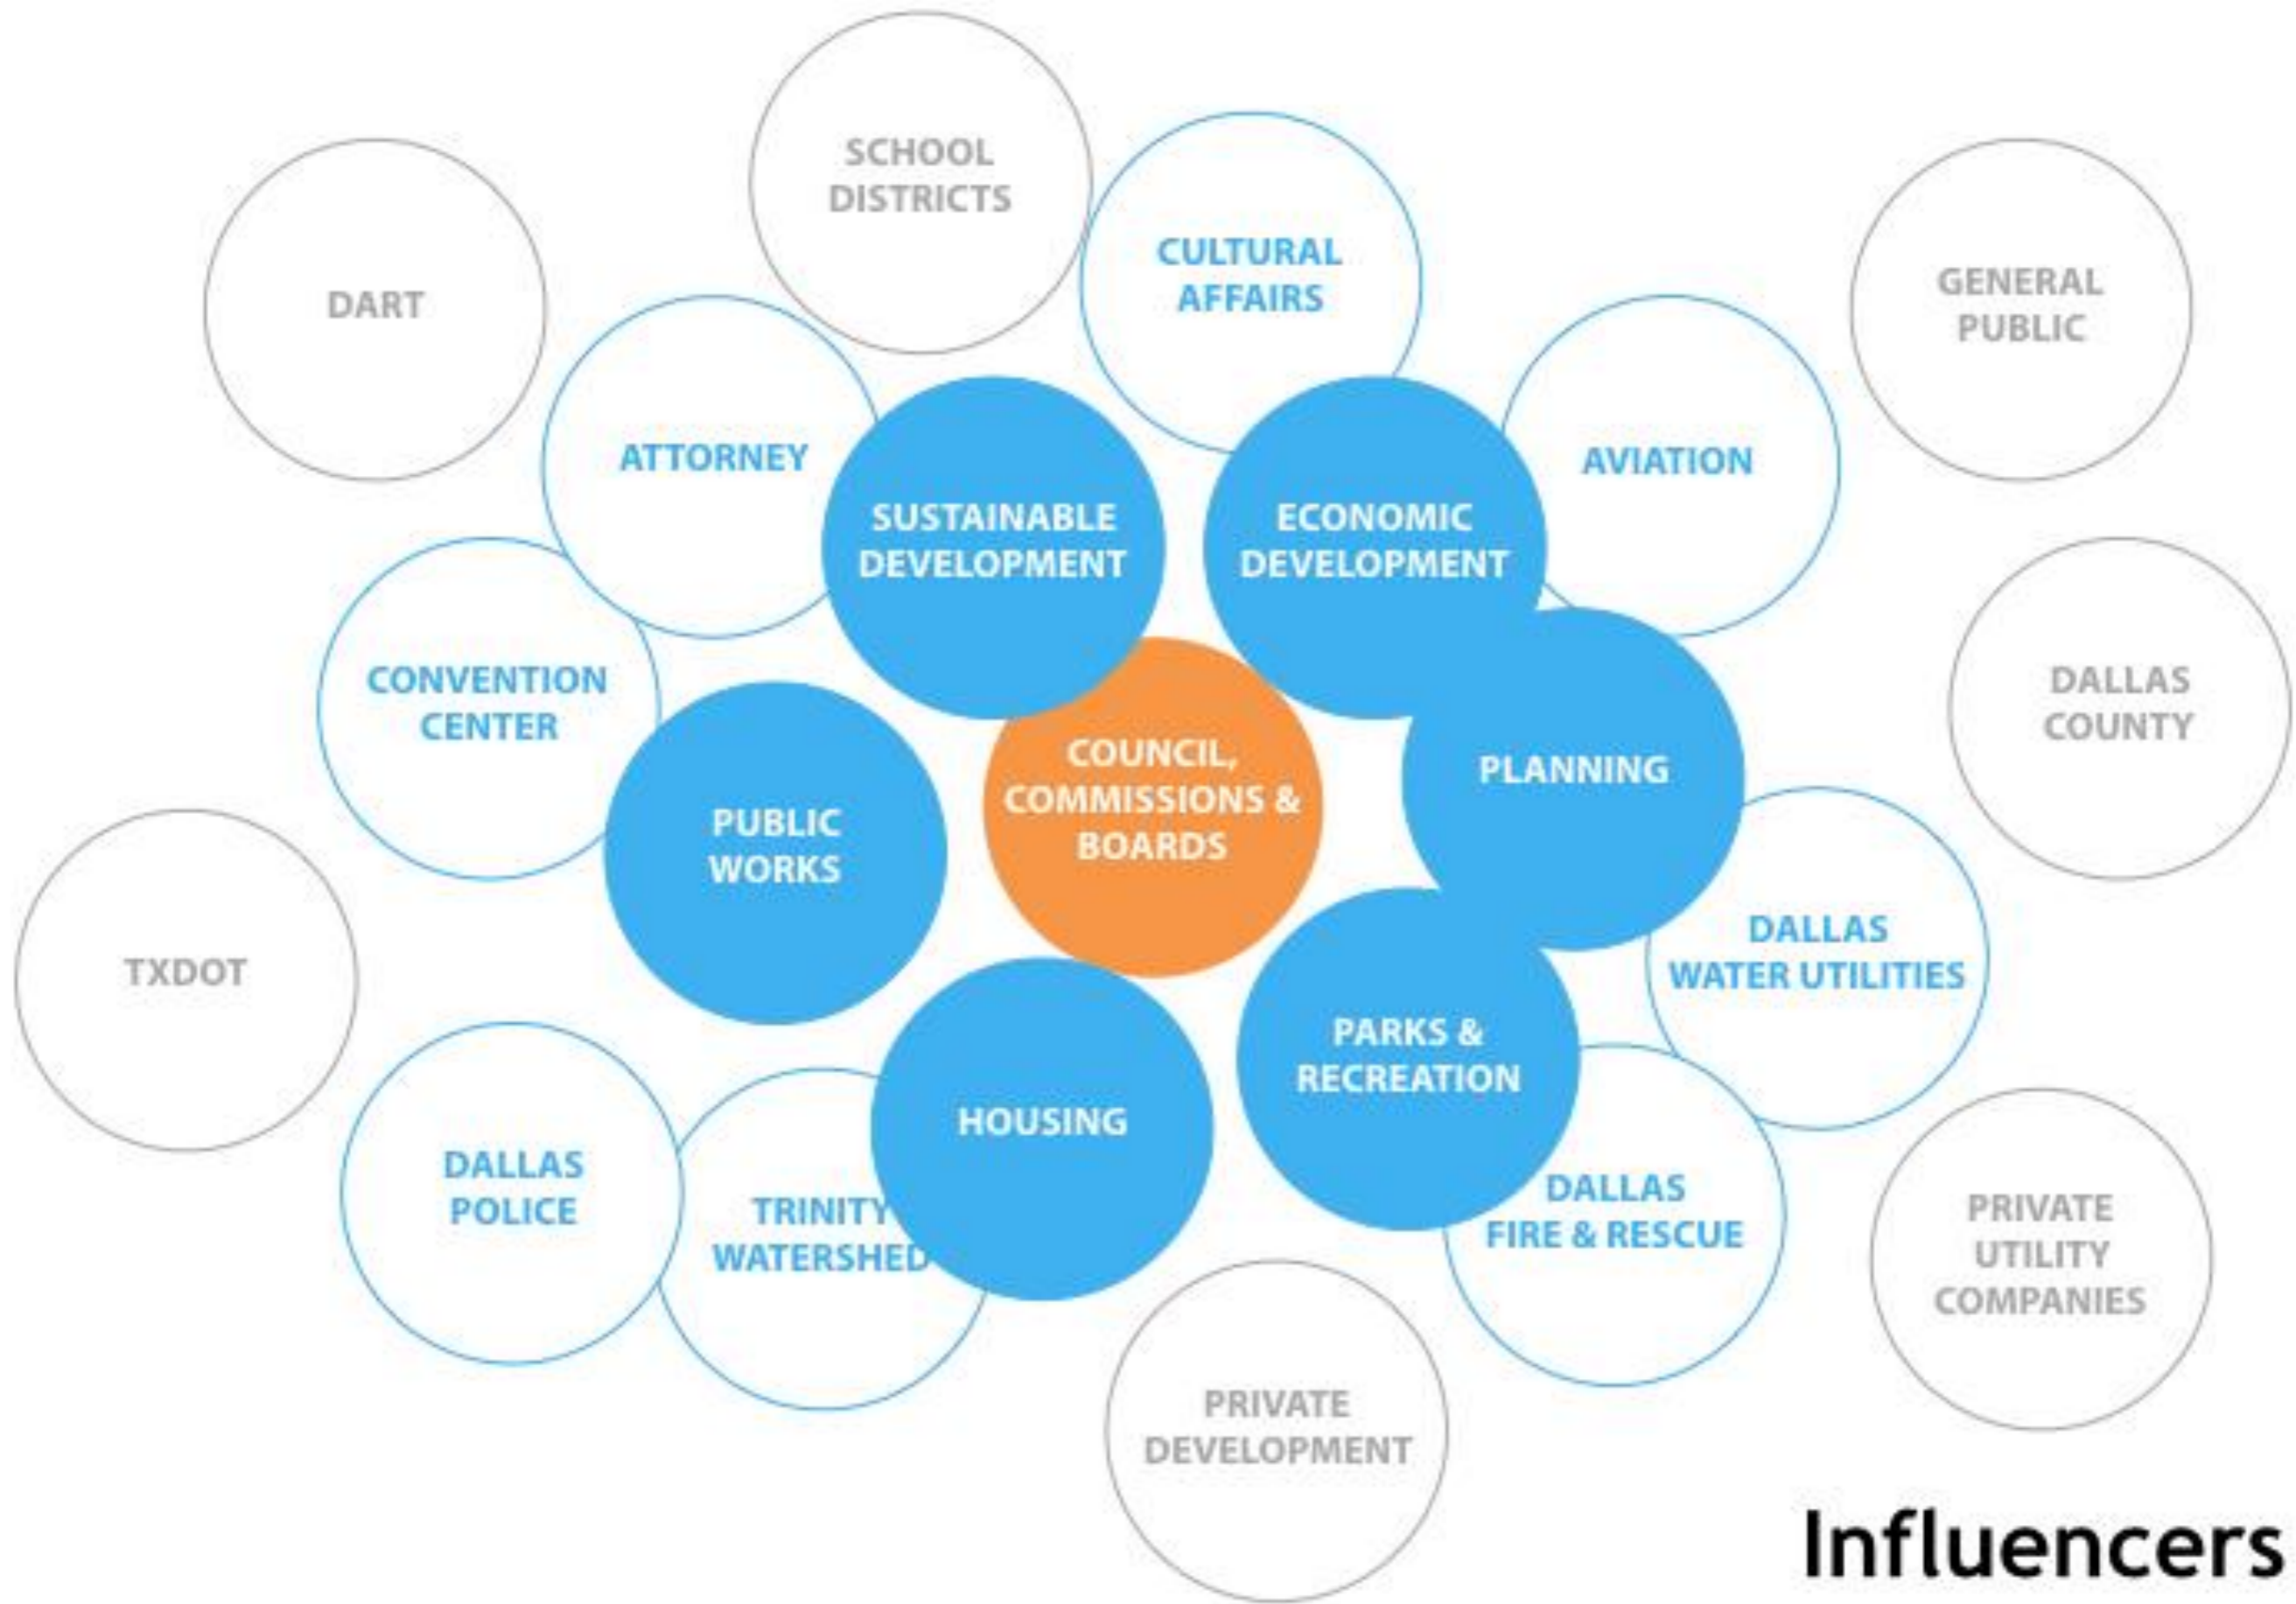 SCHOOL
DISTRICTS
CULTURAL
AFFAIRS
DART
GENERAL
PUBLIC
ATTORNEY
AVIATION
SUSTAINABLE
DEVELOPMENT
ECONOMIC
DEVELOPMENT
CONVENTION
CENTER
DALLAS
COUNTY
COUNCIL,
COMMISSIONS &
BOARDS
PLANNING
PUBLIC
WORKS
TXDOT
DALLAS
WATER UTILITIES
PARKS &
RECREATION
HOUSING
DALLAS
POLICE
TRINITY
WATERSHED
DALLAS
FIRE & RESCUE
PRIVATE
UTILITY
COMPANIES
PRIVATE
DEVELOPMENT
Influencers